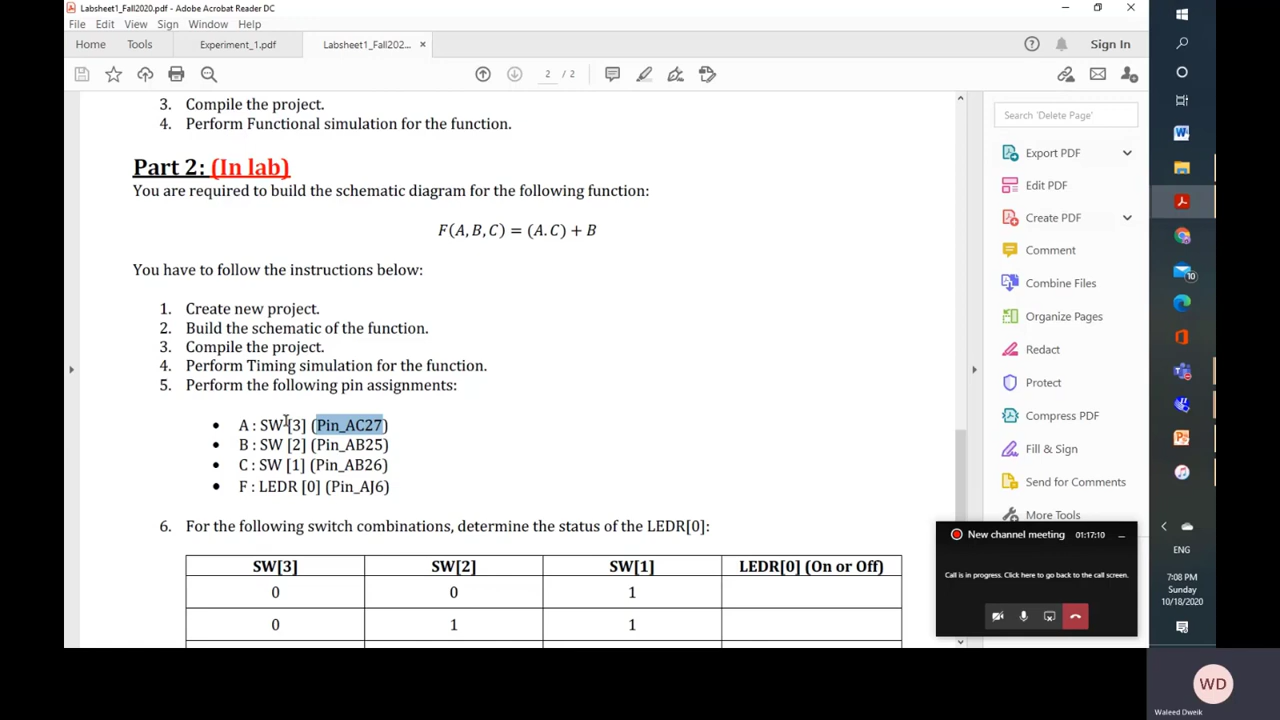 Labsheet1_Fall2020.pdf - Adobe Acrobat Reader DC
File Edit View Sign Window Help
Home Tools Experiment_1.pdf Labsheet1_Fall202... ×
Sign In
2 / 2
3. Compile the project.
4. Perform Functional simulation for the function.
Part 2: (In lab)
You are required to build the schematic diagram for the following function:
F(A, B, C) = (A. C) + B
You have to follow the instructions below:
1. Create new project.
2. Build the schematic of the function.
3. Compile the project.
4. Perform Timing simulation for the function.
5. Perform the following pin assignments:
• A : SW [3] (Pin_AC27)
• B : SW [2] (Pin_AB25)
• C : SW [1] (Pin_AB26)
• F : LEDR [0] (Pin_AJ6)
6. For the following switch combinations, determine the status of the LEDR[0]:
SW[3] SW[2] SW[1] LEDR[0] (On or Off)
0 0 1
0 1 1
Search 'Delete Page'
Export PDF
Edit PDF
Create PDF
Comment
Combine Files
Organize Pages
Redact
Protect
Compress PDF
Fill & Sign
Send for Comments
More Tools
New channel meeting 01:17:10
Call is in progress. Click here to go back to the call screen.
10
ENG
7:08 PM
Sunday
10/18/2020
WD
Waleed Dweik